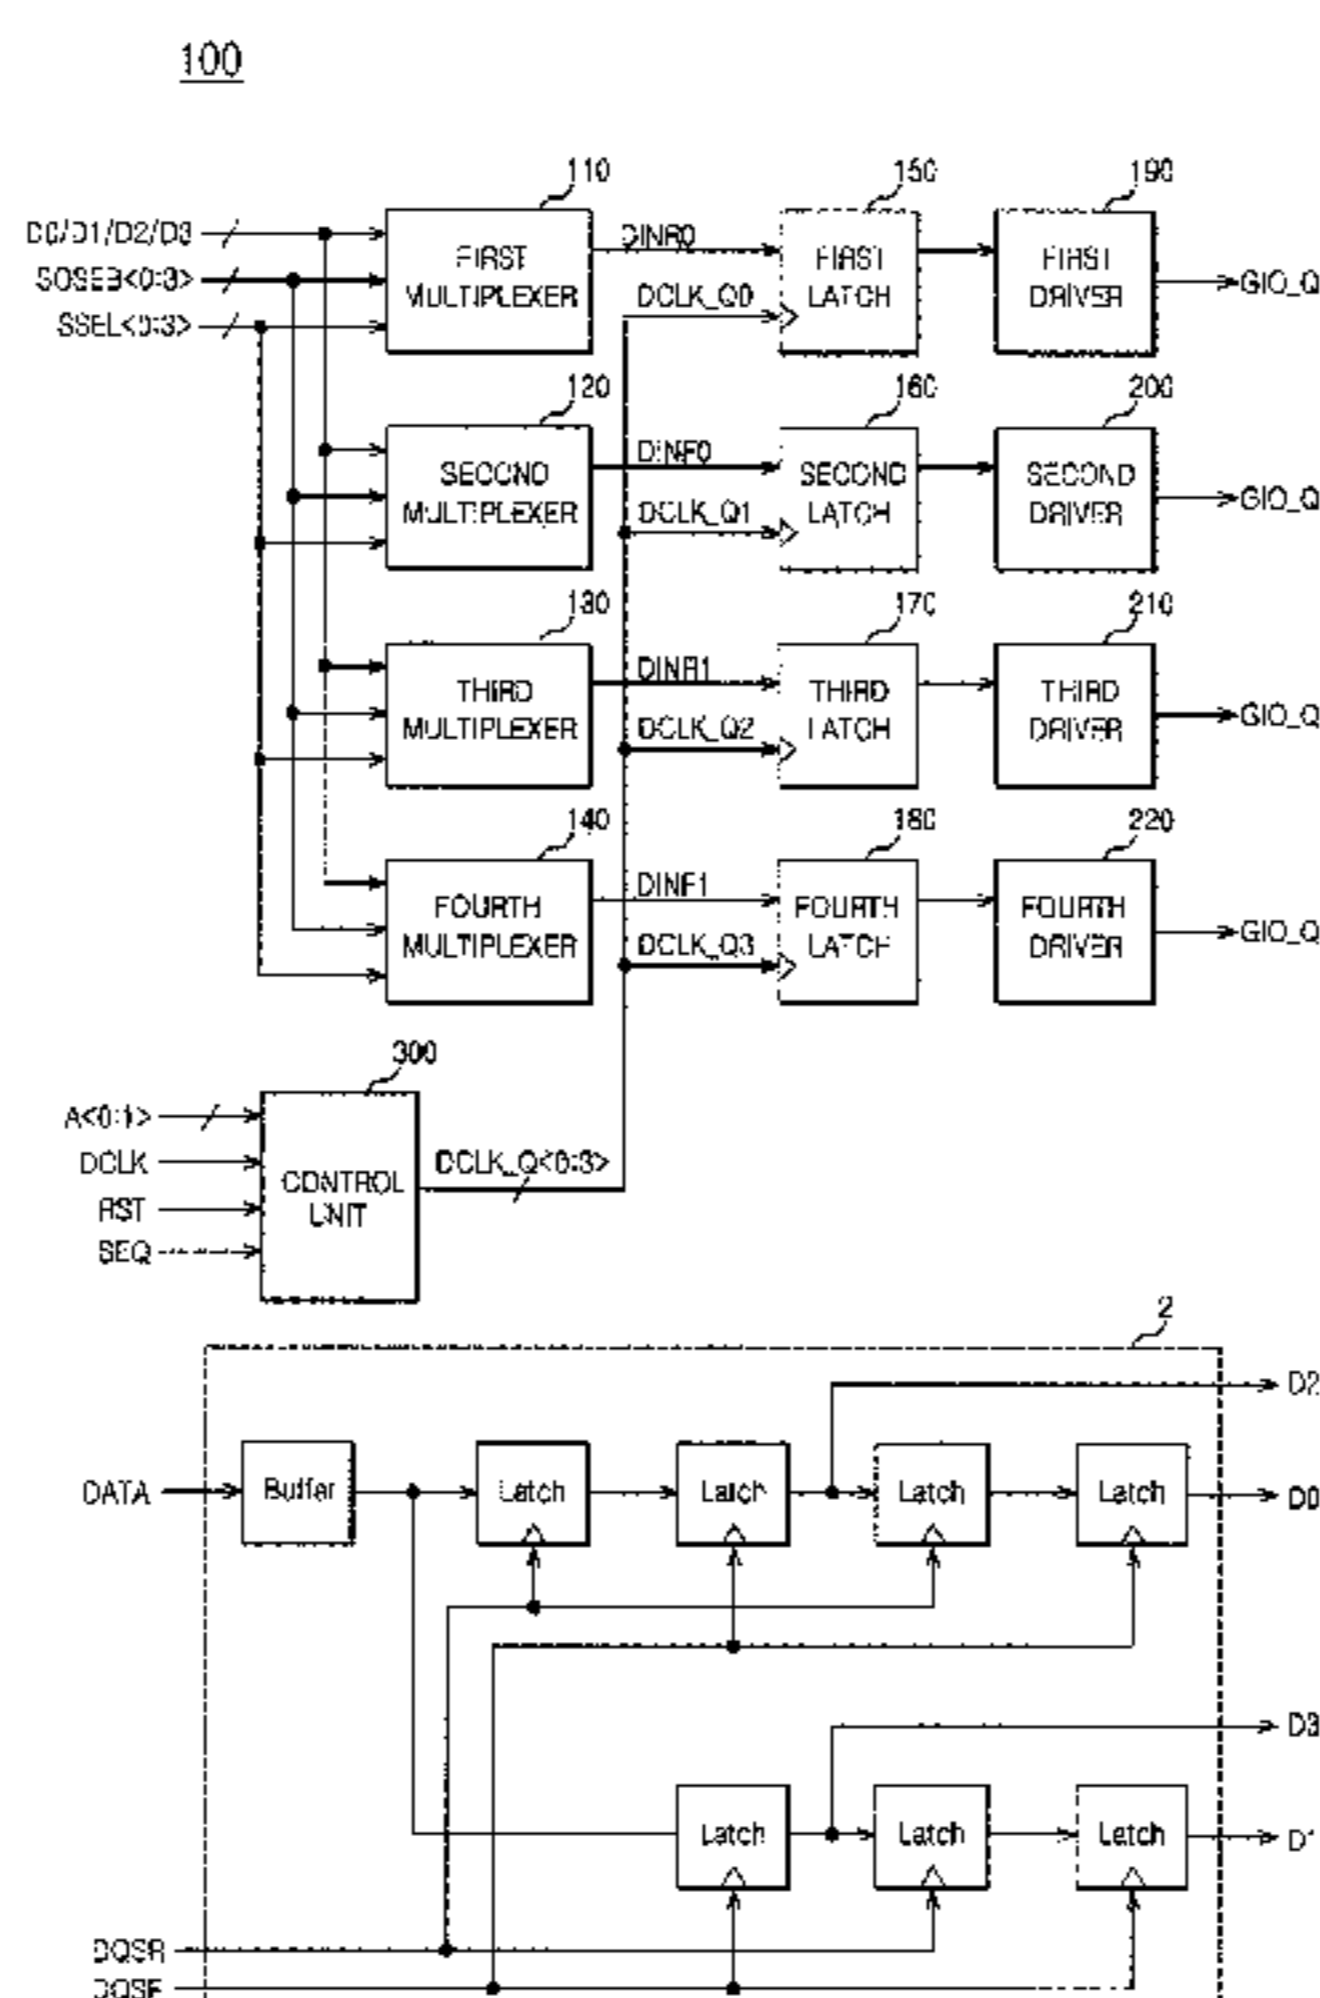 100
110
150
190
D0/D1/D2/D3
SOSEB<0:3>
SSEL<0:3>
FIRST
MULTIPLEXER
DINR0
DCLK_Q0
FIRST
LATCH
FIRST
DRIVER
GIO_Q
120
160
200
SECOND
MULTIPLEXER
DINF0
DCLK_Q1
SECOND
LATCH
SECOND
DRIVER
GIO_Q
130
170
210
THIRD
MULTIPLEXER
DINR1
DCLK_Q2
THIRD
LATCH
THIRD
DRIVER
GIO_Q
140
180
220
FOURTH
MULTIPLEXER
DINF1
DCLK_Q3
FOURTH
LATCH
FOURTH
DRIVER
GIO_Q
300
A<0:1>
DCLK
RST
SEQ
CONTROL
UNIT
DCLK_Q<0:3>
2
D2
DATA
Buffer
Latch
Latch
Latch
Latch
D0
D3
Latch
Latch
Latch
D1
DQSR
DQSF